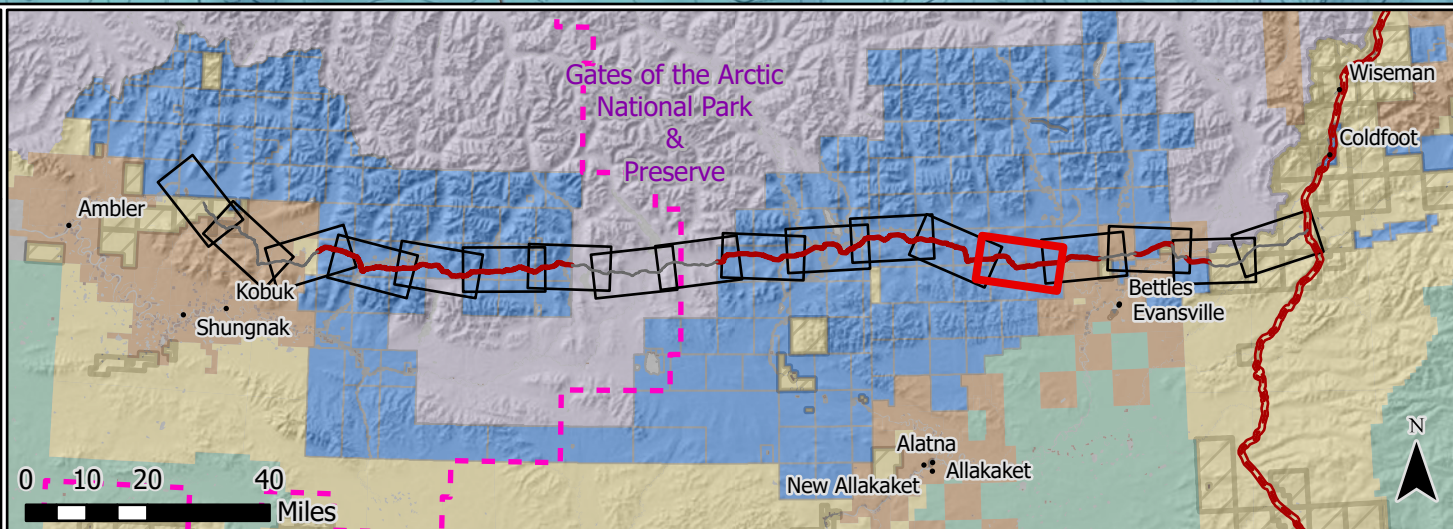 Gates of the Arctic
National Park
&
Preserve
Wiseman
Coldfoot
Ambler
Kobuk
Shungnak
Bettles
Evansville
Alatna
Allakaket
New Allakaket
0 10 20 40
Miles
N